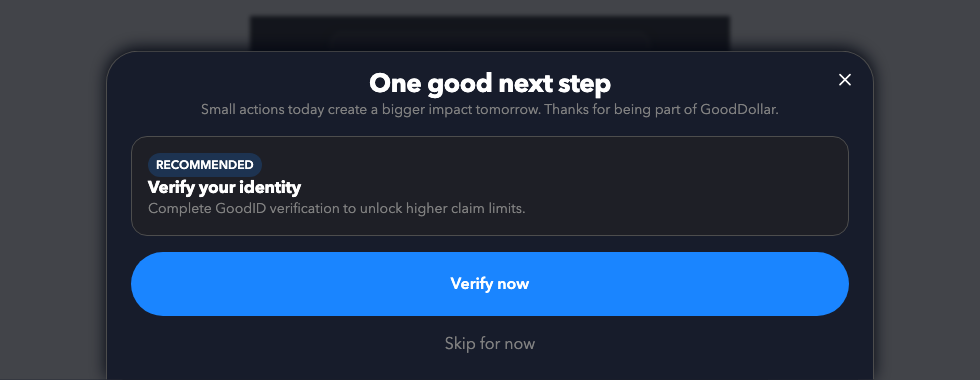 One good next step
Small actions today create a bigger impact tomorrow. Thanks for being part of GoodDollar.
RECOMMENDED
Verify your identity
Complete GoodID verification to unlock higher claim limits.
Verify now
Skip for now